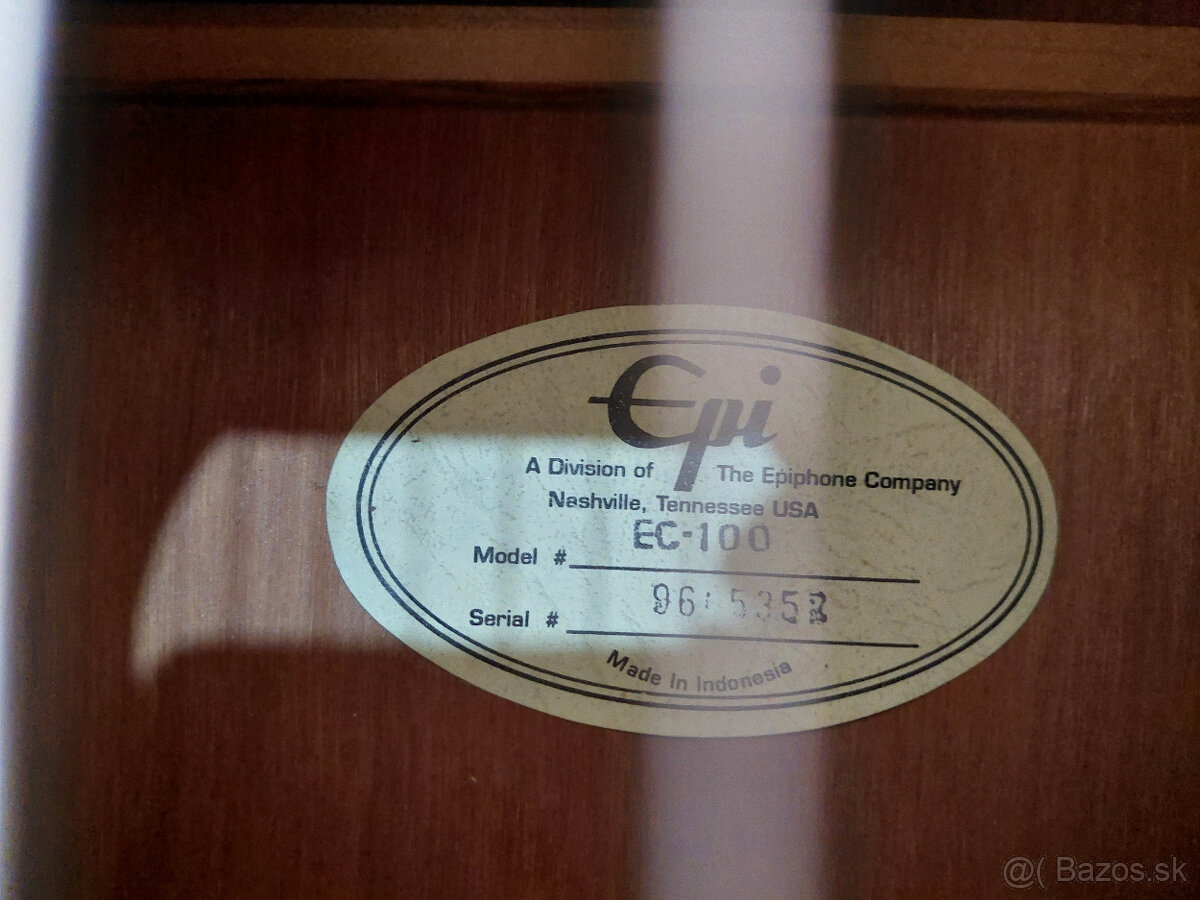 Epi
A Division of The Epiphone Company
Nashville, Tennessee USA
EC-100
Model #
Serial #
Made In Indonesia
@( Bazos.sk